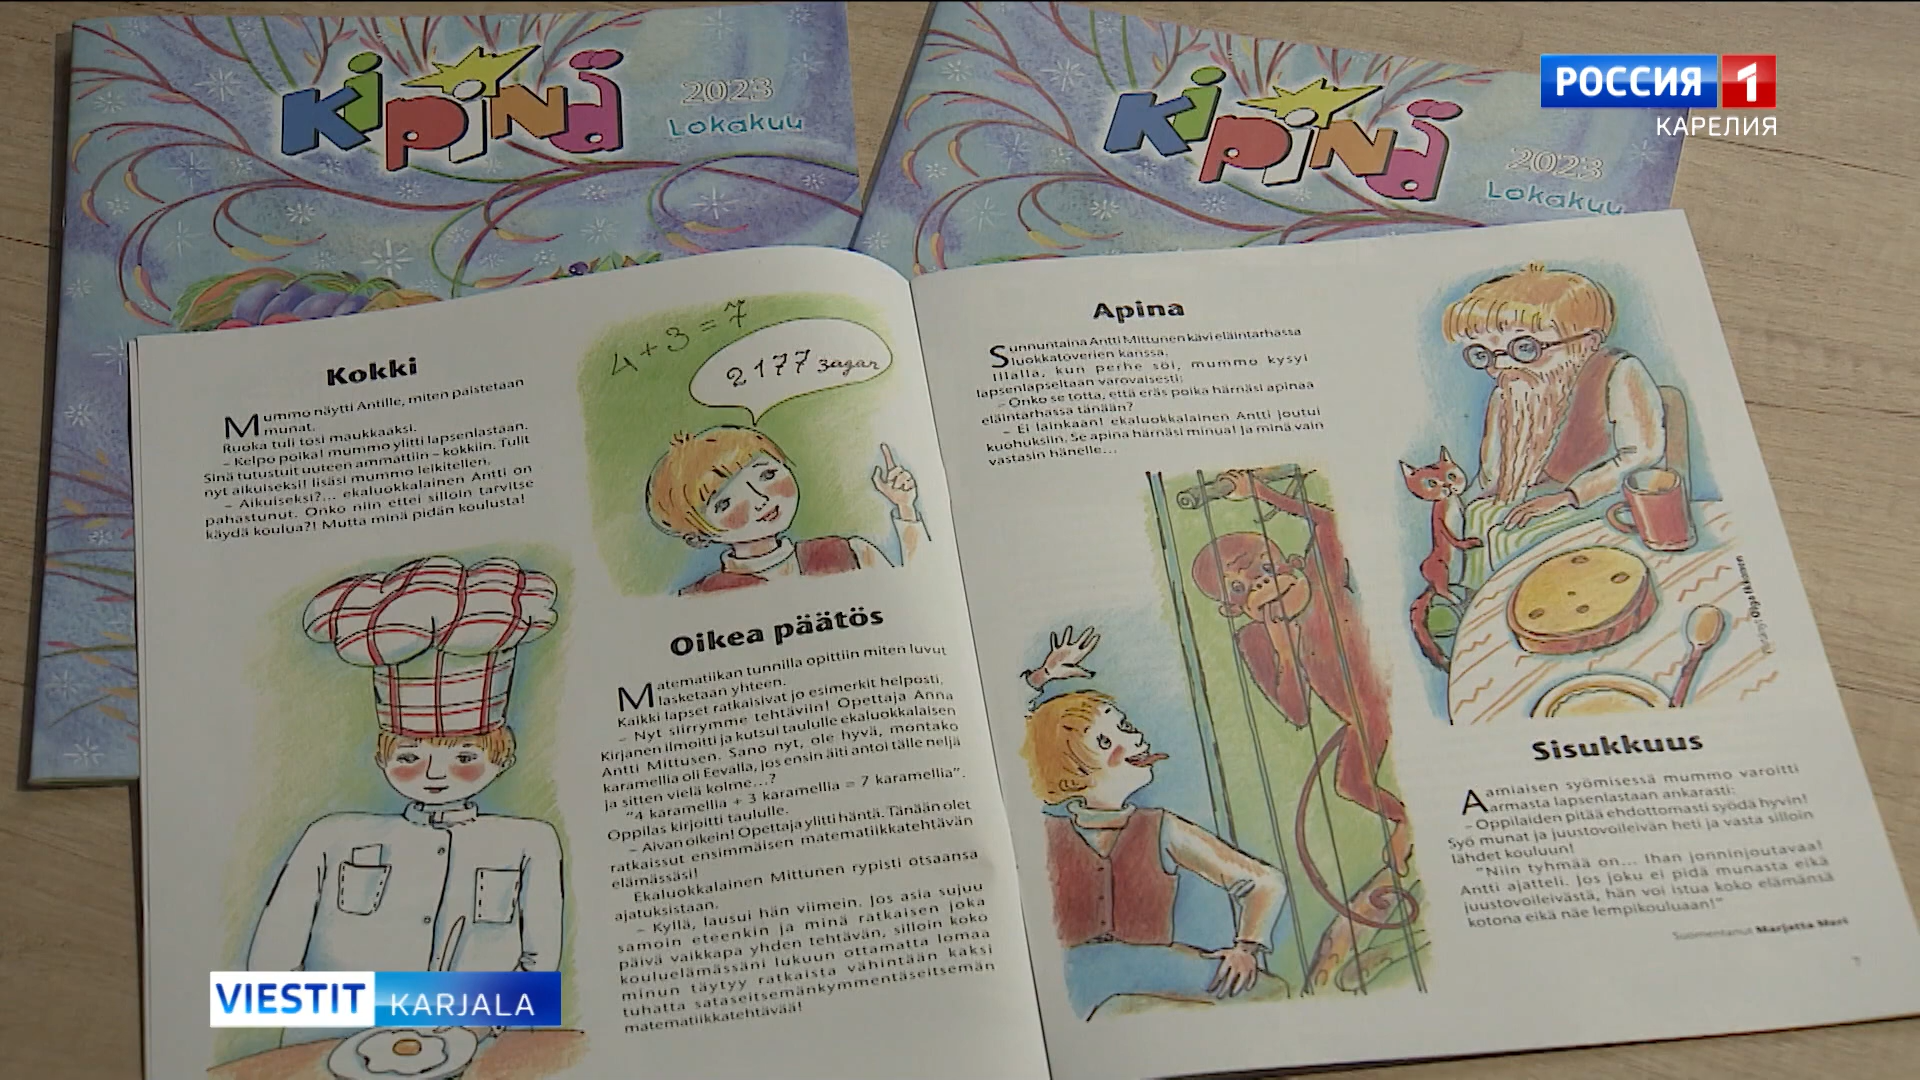 Kipinä
2023
Lokakuu
Kipinä
2023
Lokakuu
РОССИЯ 1
КАРЕЛИЯ
Kokki
Mummo näytti Antille, miten paistetaan
munat.
Ruoka tuli tosi maukkaaksi.
– Kelpo poika! mummo ylitti lapsenlastaan.
Sinä tutustuit uuteen ammattiin – kokkiin. Tulit
nyt aikuiseksi! lisäsi mummo leikitellen.
– Aikuiseksi?... ekaluokkalainen Antti on
pahastunut. Onko niin ettei silloin tarvitse
käydä koulua?! Mutta minä pidän koulusta!
4+3=7
2177 задач
Oikea päätös
Matematiikan tunnilla opittiin miten luvut
lasketaan yhteen.
Kaikki lapset ratkaisivat jo esimerkit helposti.
– Nyt siirrymme tehtäviin! Opettaja Anna
Kirjanen ilmoitti ja kutsui taululle ekaluokkalaisen
Antti Mittusen. Sano nyt, ole hyvä, montako
karamellia oli Eevalla, jos ensin äiti antoi tälle neljä
ja sitten vielä kolme...?
"4 karamellia + 3 karamellia = 7 karamellia".
Oppilas kirjoitti taululle.
– Aivan oikein! Opettaja ylitti häntä. Tänään olet
ratkaissut ensimmäisen matematiikkatehtävän
elämässäsi!
Ekaluokkalainen Mittunen rypisti otsaansa
ajatuksistaan.
– Kyllä, lausui hän viimein. Jos asia sujuu
samoin eteenkin ja minä ratkaisen joka
päivä vaikkapa yhden tehtävän, silloin koko
kouluelämässäni lukuun ottamatta lomaa
minun täytyy ratkaista vähintään kaksi
tuhatta sataseitsemänkymmentäseitsemän
matematiikkatehtävää!
Apina
Sunnuntaina Antti Mittunen kävi eläintarhassa
luokkatoverien kanssa.
Illalla, kun perhe söi, mummo kysyi
lapsenlapseltaan varovaisesti:
– Onko se totta, että eräs poika härnäsi apinaa
eläintarhassa tänään?
– Ei lainkaan! ekaluokkalainen Antti joutui
kuohuksiin. Se apina härnäsi minua! Ja minä vain
vastasin hänelle...
Piirtänyt Olga Ikkonen
Sisukkuus
Aamiaisen syömisessä mummo varoitti
armasta lapsenlastaan ankarasti:
– Oppilaiden pitää ehdottomasti syödä hyvin!
Syö munat ja juustovoileivän heti ja vasta silloin
lähdet kouluun!
"Niin tyhmää on... Ihan jonninjoutavaa!
Antti ajatteli. Jos joku ei pidä munasta eikä
juustovoileivästä, hän voi istua koko elämänsä
kotona eikä näe lempikouluaan!"
Suomentanut Marjatta Meri
7
VIESTIT KARJALA